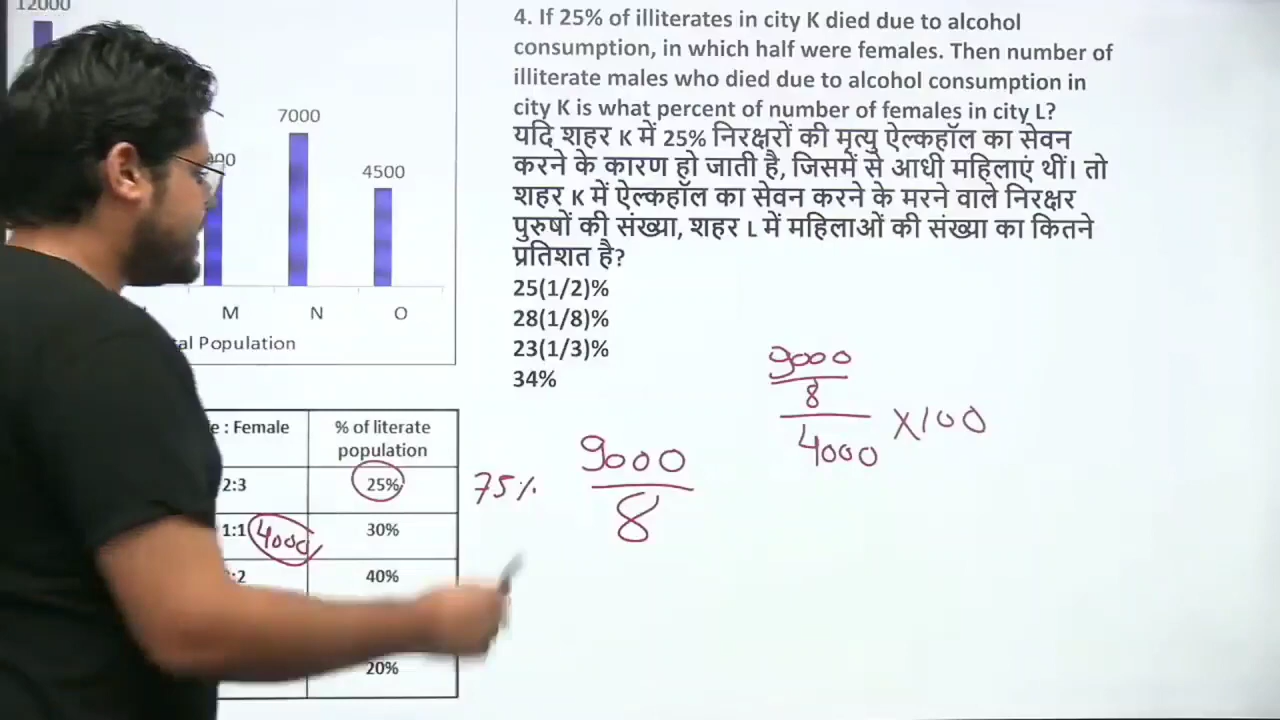 12000
7000
4500
M N O
Population
: Female
% of literate
population
2:3
25%
75%
1:1
4000
30%
40%
20%
4. If 25% of illiterates in city K died due to alcohol
consumption, in which half were females. Then number of
illiterate males who died due to alcohol consumption in
city K is what percent of number of females in city L?
यदि शहर K में 25% निरक्षरों की मृत्यु ऐल्कहॉल का सेवन
करने के कारण हो जाती है, जिसमें से आधी महिलाएं थीं। तो
शहर K में ऐल्कहॉल का सेवन करने के मरने वाले निरक्षर
पुरुषों की संख्या, शहर L में महिलाओं की संख्या का कितने
प्रतिशत है?
25(1/2)%
28(1/8)%
23(1/3)%
34%
9000
8
9000
8
4000
×100